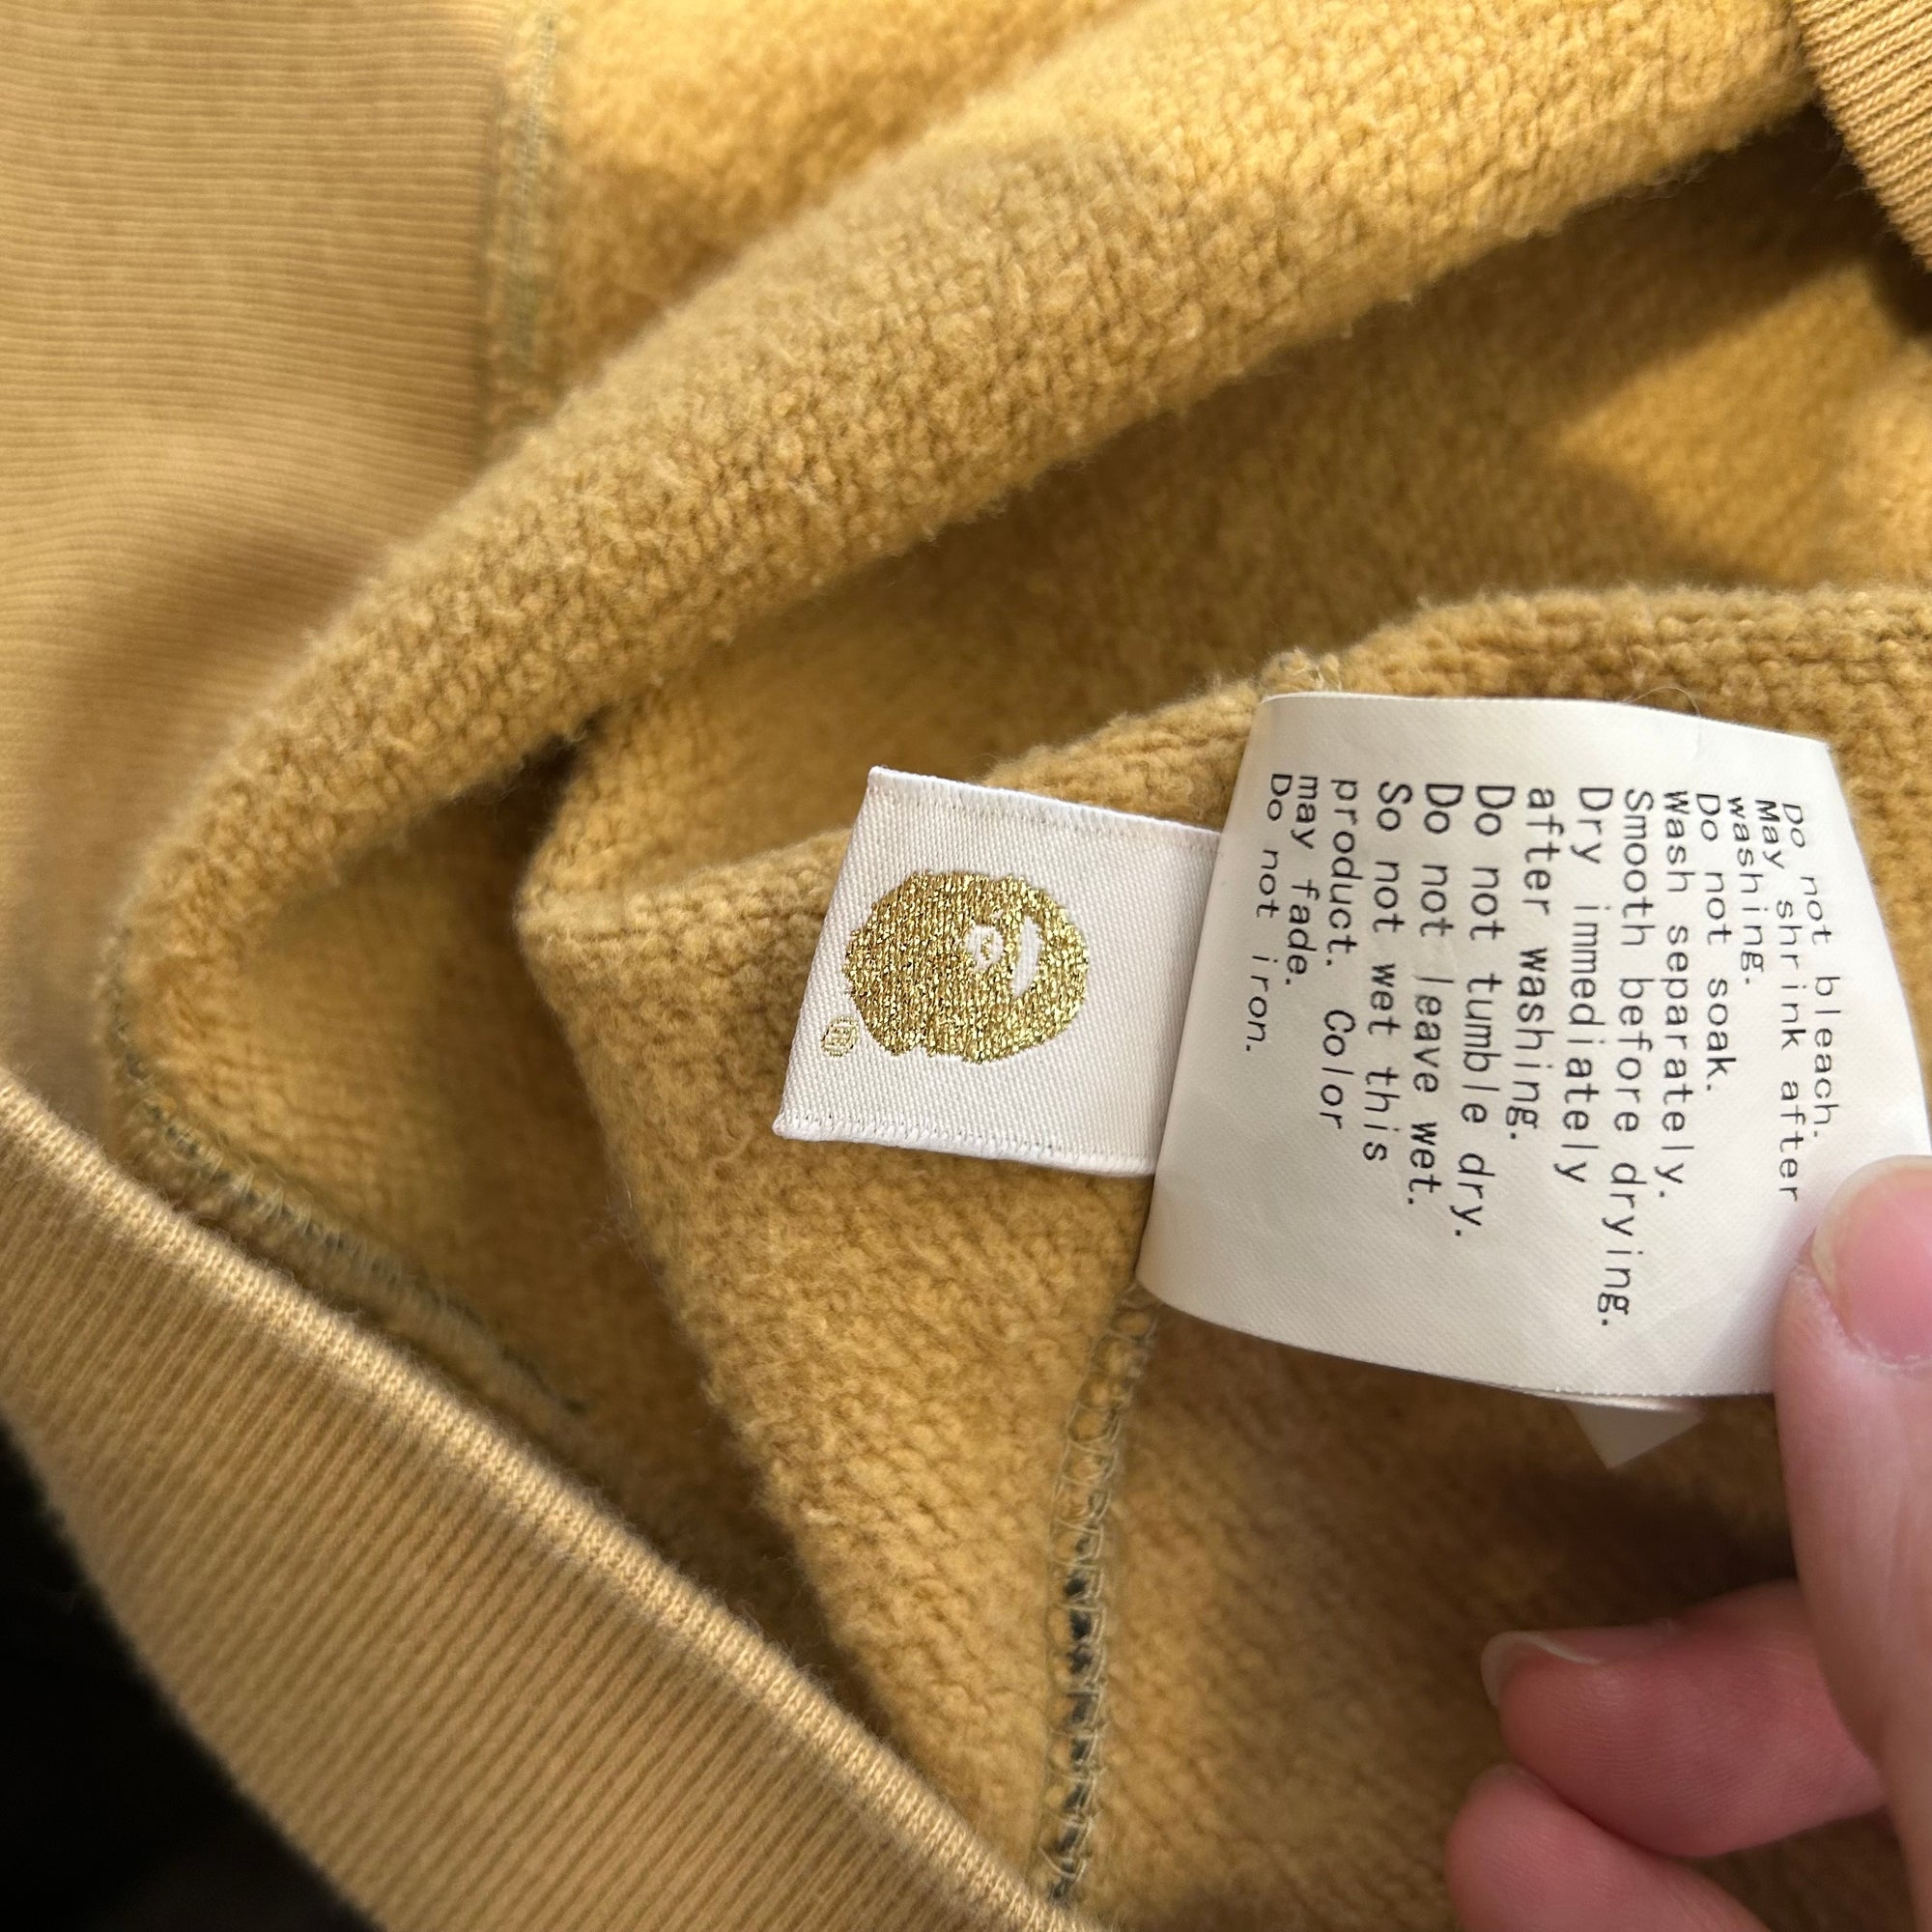 Do not bleach.
May shrink after
washing.
Do not soak.
Wash separately.
Smooth before drying.
Dry immediately
after washing.
Do not tumble dry.
Do not leave wet.
So not wet this
product. Color
may fade.
Do not iron.